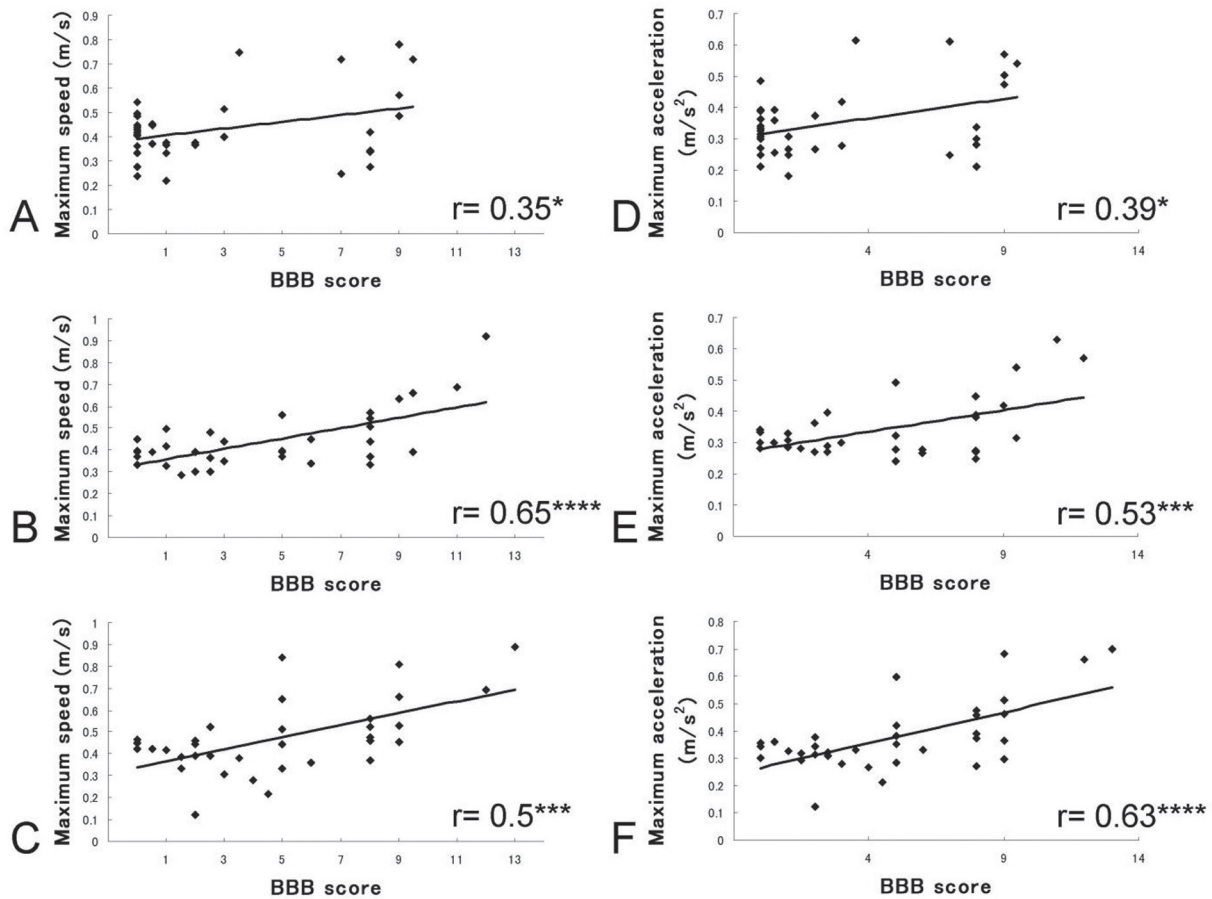 A
Maximum speed (m/s)
0.9
0.8
0.7
0.6
0.5
0.4
0.3
0.2
0.1
0
1 3 5 7 9 11 13
BBB score
r= 0.35*
D
Maximum acceleration
(m/s²)
0.7
0.6
0.5
0.4
0.3
0.2
0.1
0
4 9 14
BBB score
r= 0.39*
B
Maximum speed (m/s)
1
0.9
0.8
0.7
0.6
0.5
0.4
0.3
0.2
0.1
0
1 3 5 7 9 11 13
BBB score
r= 0.65****
E
Maximum acceleration
(m/s²)
0.7
0.6
0.5
0.4
0.3
0.2
0.1
0
4 9 14
BBB score
r= 0.53***
C
Maximum speed (m/s)
1
0.9
0.8
0.7
0.6
0.5
0.4
0.3
0.2
0.1
0
1 3 5 7 9 11 13
BBB score
r= 0.5***
F
Maximum acceleration
(m/s²)
0.8
0.7
0.6
0.5
0.4
0.3
0.2
0.1
0
4 9 14
BBB score
r= 0.63****